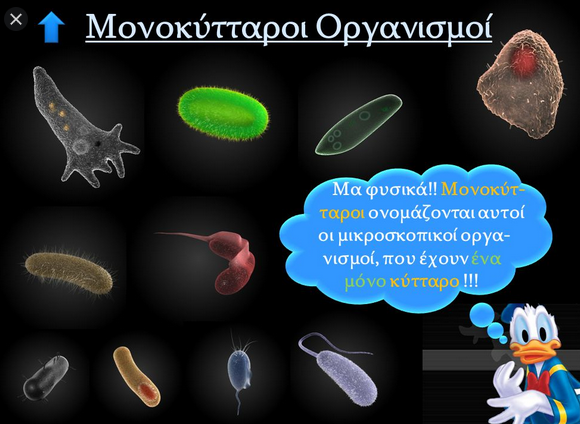 Μονοκύτταροι Οργανισμοί
Μα φυσικά!! Μονοκύτ-
ταροι ονομάζονται αυτοί
οι μικροσκοπικοί οργα-
νισμοί, που έχουν ένα
μόνο κύτταρο !!!